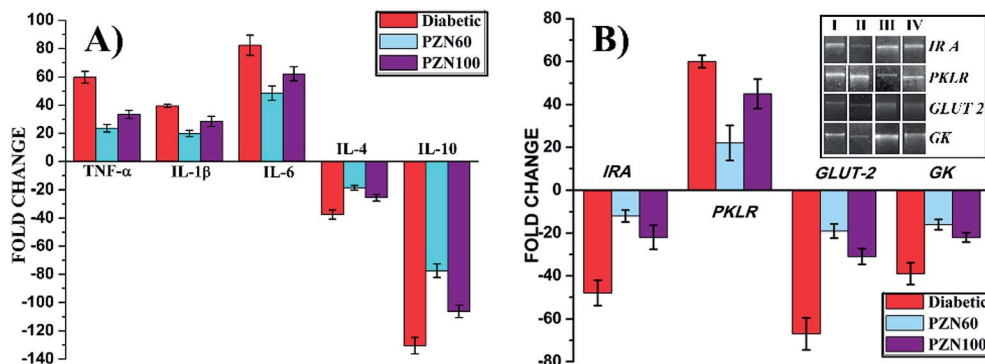 A)
Diabetic
PZN60
PZN100
FOLD CHANGE
100
80
60
40
20
0
-20
-40
-60
-80
-100
-120
-140
TNF-α
IL-1β
IL-6
IL-4
IL-10
B)
I II III IV
IR A
PKLR
GLUT 2
GK
FOLD CHANGE
80
60
40
20
0
-20
-40
-60
-80
IRA
PKLR
GLUT-2
GK
Diabetic
PZN60
PZN100